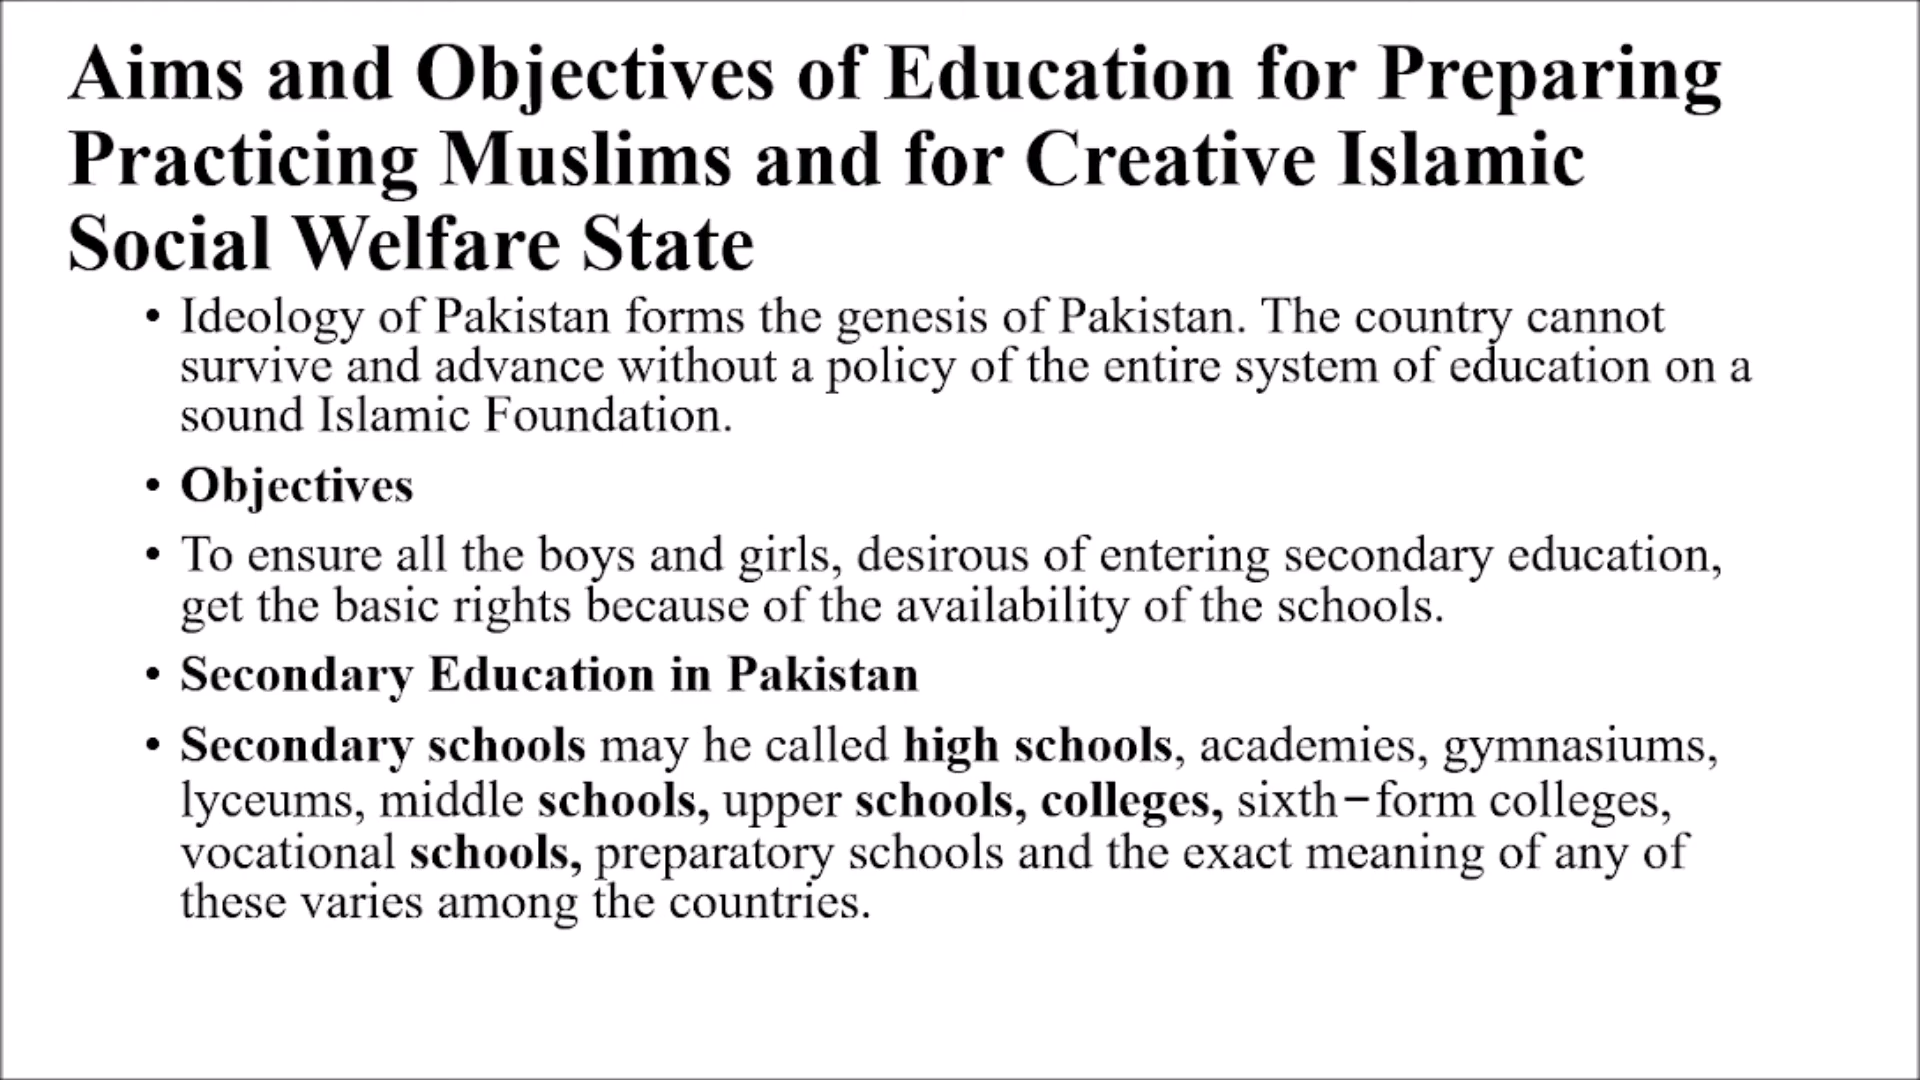 Aims and Objectives of Education for Preparing
Practicing Muslims and for Creative Islamic
Social Welfare State
• Ideology of Pakistan forms the genesis of Pakistan. The country cannot
survive and advance without a policy of the entire system of education on a
sound Islamic Foundation.
• Objectives
• To ensure all the boys and girls, desirous of entering secondary education,
get the basic rights because of the availability of the schools.
• Secondary Education in Pakistan
• Secondary schools may he called high schools, academies, gymnasiums,
lyceums, middle schools, upper schools, colleges, sixth−form colleges,
vocational schools, preparatory schools and the exact meaning of any of
these varies among the countries.